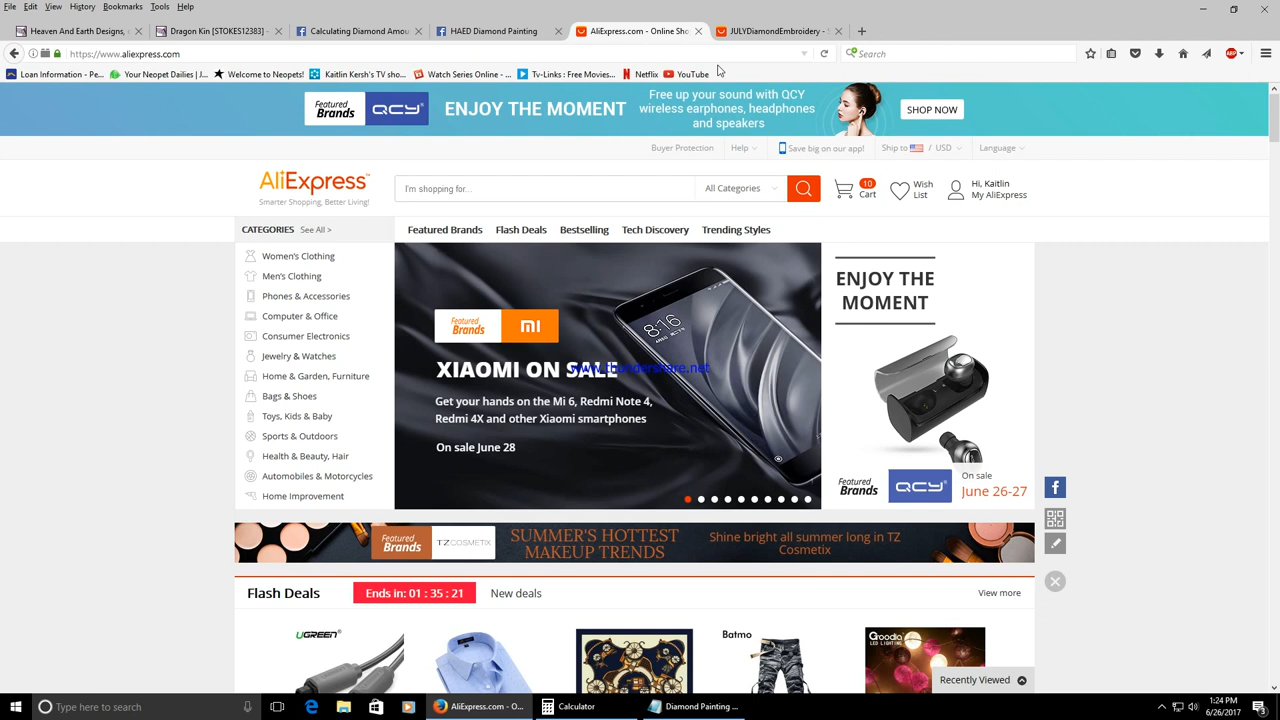 File Edit View History Bookmarks Tools Help
Heaven And Earth Designs, Dragon Kin [STOKES12383] - Calculating Diamond Amou HAED Diamond Painting AliExpress.com - Online Sho JULYDiamondEmbroidery -
https://www.aliexpress.com Search
Loan Information - Pe... Your Neopet Dailies | J... Welcome to Neopets! Kaitlin Kersh's TV sho... Watch Series Online - ... Tv-Links : Free Movies... Netflix YouTube
Featured Brands QCY ENJOY THE MOMENT
Free up your sound with QCY
wireless earphones, headphones
and speakers
SHOP NOW
Buyer Protection Help Save big on our app! Ship to / USD Language
AliExpress
Smarter Shopping, Better Living!
I'm shopping for... All Categories
10
Cart
Wish
List
Hi, Kaitlin
My AliExpress
CATEGORIES See All >
Featured Brands Flash Deals Bestselling Tech Discovery Trending Styles
Women's Clothing
Men's Clothing
Phones & Accessories
Computer & Office
Consumer Electronics
Jewelry & Watches
Home & Garden, Furniture
Bags & Shoes
Toys, Kids & Baby
Sports & Outdoors
Health & Beauty, Hair
Automobiles & Motorcycles
Home Improvement
Featured Brands MI
XIAOMI ON SALE
Get your hands on the Mi 6, Redmi Note 4,
Redmi 4X and other Xiaomi smartphones
On sale June 28
8:16
ENJOY THE
MOMENT
Featured Brands QCY
On sale
June 26-27
Featured Brands TZ COSMETIX
SUMMER'S HOTTEST
MAKEUP TRENDS
Shine bright all summer long in TZ
Cosmetix
Flash Deals Ends in: 01 : 35 : 21 New deals View more
UGREEN
Batmo
LED LIGHTING
Recently Viewed
Type here to search AliExpress.com - O... Calculator Diamond Painting ...
1:24 PM
6/26/2017
3